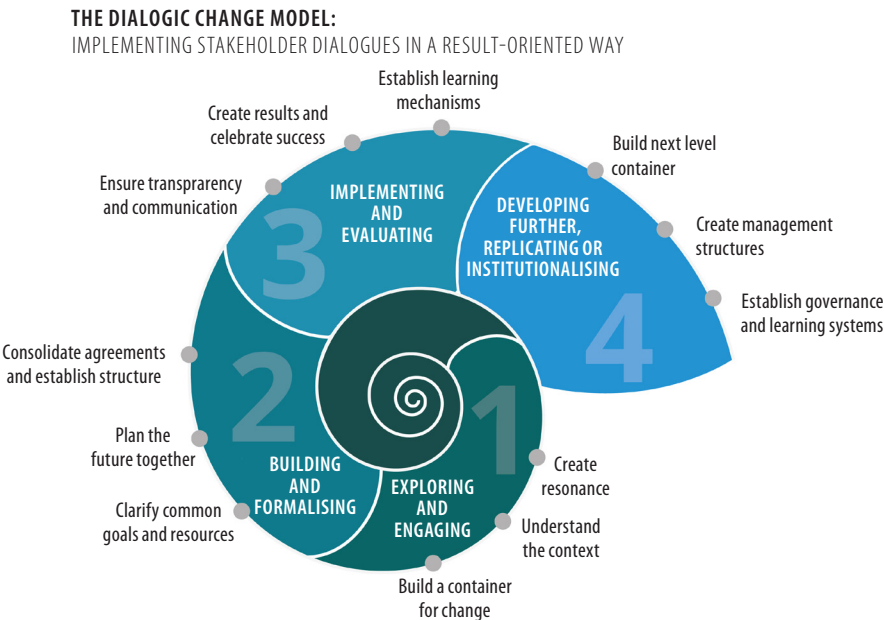 THE DIALOGIC CHANGE MODEL:
IMPLEMENTING STAKEHOLDER DIALOGUES IN A RESULT-ORIENTED WAY
1
EXPLORING
AND
ENGAGING
Create
resonance
Understand
the context
Build a container
for change
2
BUILDING
AND
FORMALISING
Clarify common
goals and resources
Plan the
future together
Consolidate agreements
and establish structure
3
IMPLEMENTING
AND
EVALUATING
Ensure transprarency
and communication
Create results and
celebrate success
Establish learning
mechanisms
4
DEVELOPING
FURTHER,
REPLICATING OR
INSTITUTIONALISING
Build next level
container
Create management
structures
Establish governance
and learning systems